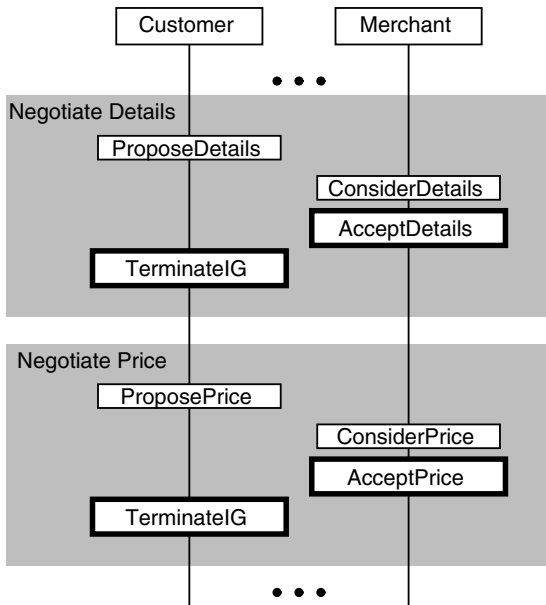 Customer
Merchant
Negotiate Details
ProposeDetails
ConsiderDetails
AcceptDetails
TerminateIG
Negotiate Price
ProposePrice
ConsiderPrice
AcceptPrice
TerminateIG